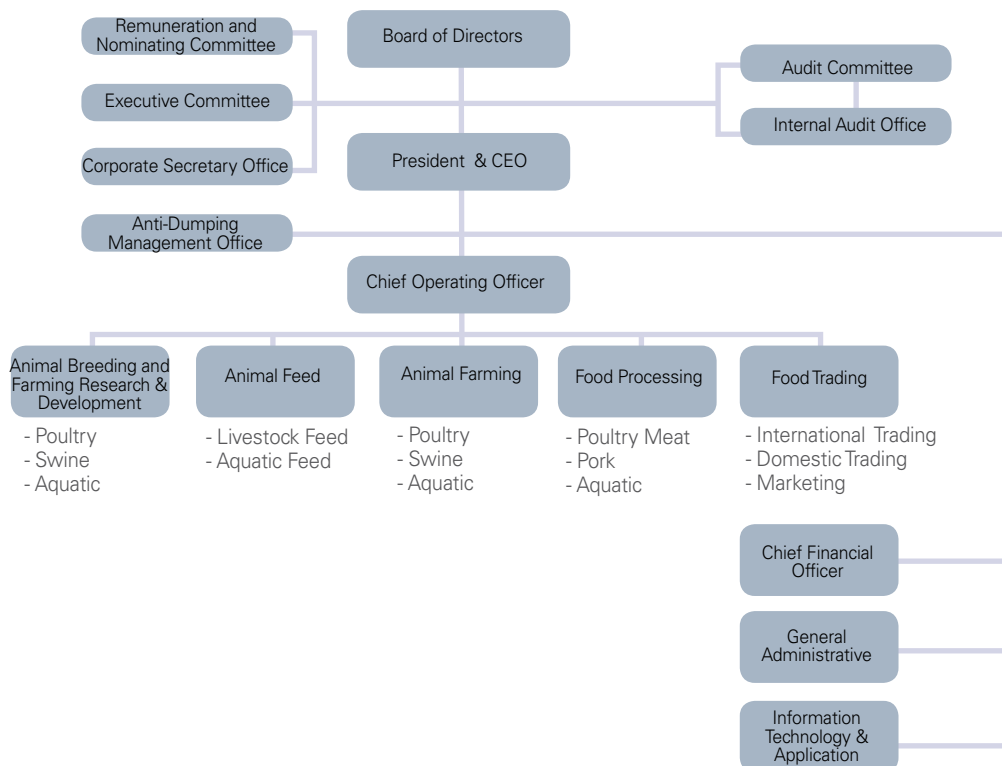 Remuneration and
Nominating Committee
Board of Directors
Audit Committee
Executive Committee
Internal Audit Office
Corporate Secretary Office
President & CEO
Anti-Dumping
Management Office
Chief Operating Officer
Animal Breeding and
Farming Research &
Development
- Poultry
- Swine
- Aquatic
Animal Feed
- Livestock Feed
- Aquatic Feed
Animal Farming
- Poultry
- Swine
- Aquatic
Food Processing
- Poultry Meat
- Pork
- Aquatic
Food Trading
- International Trading
- Domestic Trading
- Marketing
Chief Financial
Officer
General
Administrative
Information
Technology &
Application